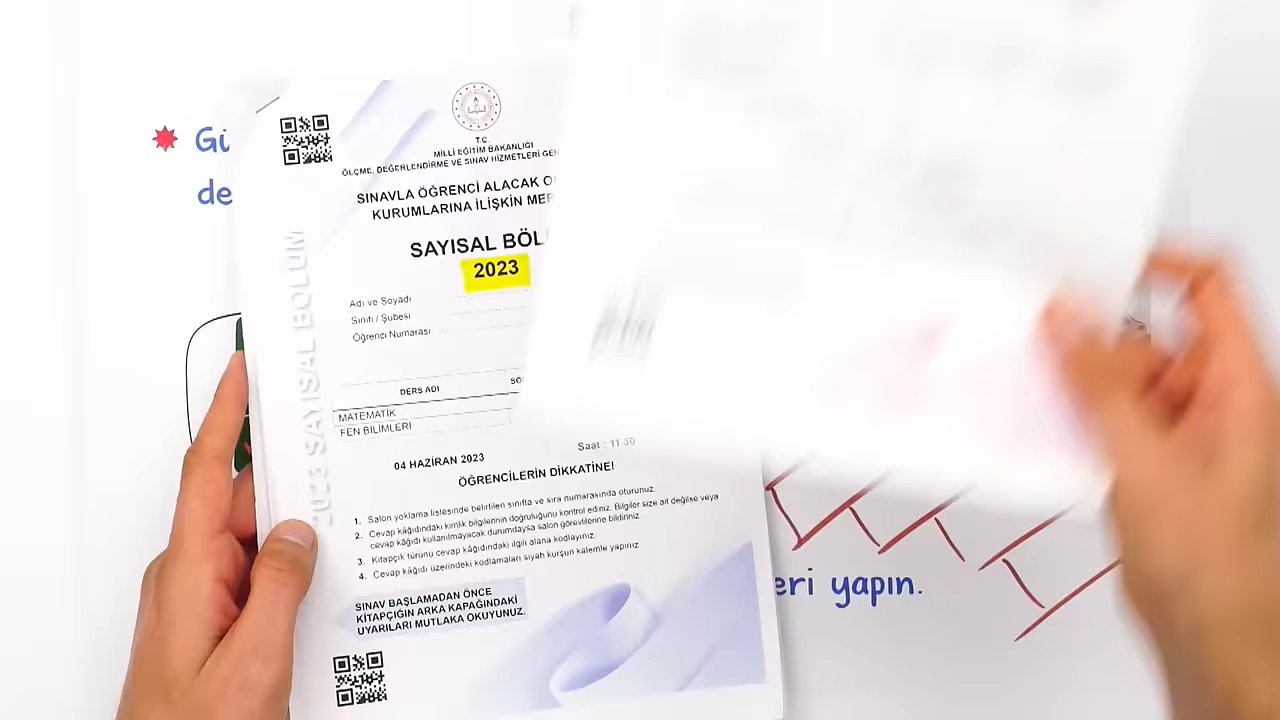 Gi
de
T.C.
MİLLİ EĞİTİM BAKANLIĞI
ÖLÇME, DEĞERLENDİRME VE SINAV HİZMETLERİ GEN
SINAVLA ÖĞRENCİ ALACAK O
KURUMLARINA İLİŞKİN MER
SAYISAL BÖL
2023
Adı ve Soyadı
Sınıfı / Şubesi
Öğrenci Numarası
DERS ADI SO
MATEMATİK
FEN BİLİMLERİ
04 HAZİRAN 2023 Saat : 11.30
ÖĞRENCİLERİN DİKKATİNE!
1. Salon yoklama listesinde belirtilen sınıfta ve sıra numarasında oturunuz.
2. Cevap kâğıdındaki kimlik bilgilerinin doğruluğunu kontrol ediniz. Bilgiler size ait değilse veya
cevap kâğıdı kullanılmayacak durumdaysa salon görevlilerine bildiriniz
3. Kitapçık türünü cevap kâğıdındaki ilgili alana kodlayınız.
4. Cevap kâğıdı üzerindeki kodlamaları siyah kurşun kalemle yapınız
SINAV BAŞLAMADAN ÖNCE
KİTAPÇIĞIN ARKA KAPAĞINDAKİ
UYARILARI MUTLAKA OKUYUNUZ.
2023 SAYISAL BÖLÜM
eri yapın.